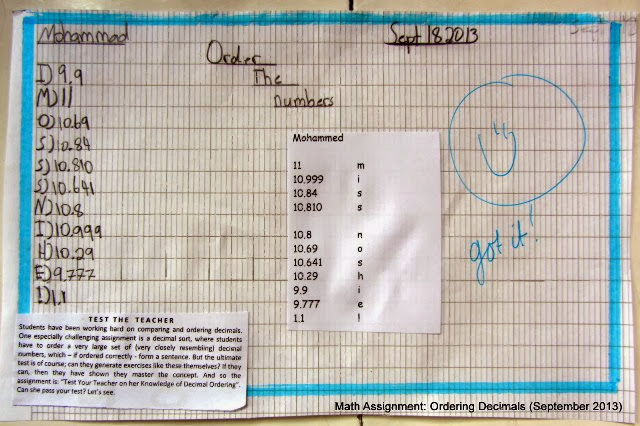 Mohammad
Sept 18 2013
Order
The
numbers
I) 9.9
M) 11
O) 10.69
S) 10.84
S) 10.810
S) 10.641
N) 10.8
I) 10.999
H) 10.29
E) 9.777
!) 1.1
Mohammed
11 m
10.999 i
10.84 s
10.810 s
10.8 n
10.69 o
10.641 s
10.29 h
9.9 i
9.777 e
1.1 !
got it!
TEST THE TEACHER
Students have been working hard on comparing and ordering decimals.
One especially challenging assignment is a decimal sort, where students
have to order a very large set of (very closely resembling) decimal
numbers, which – if ordered correctly - form a sentence. But the ultimate
test is of course; can they generate exercises like these themselves? If they
can, then they have shown they master the concept. And so the
assignment is: "Test Your Teacher on her Knowledge of Decimal Ordering".
Can she pass your test? Let's see.
Math Assignment: Ordering Decimals (September 2013)